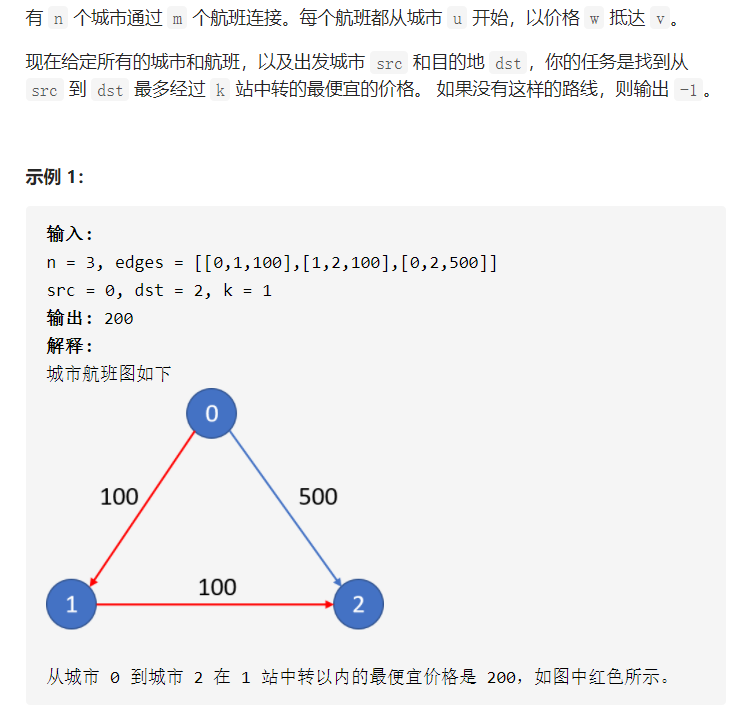 有 n 个城市通过 m 个航班连接。每个航班都从城市 u 开始，以价格 w 抵达 v 。
现在给定所有的城市和航班，以及出发城市 src 和目的地 dst，你的任务是找到从
src 到 dst 最多经过 k 站中转的最便宜的价格。 如果没有这样的路线，则输出 -1 。
示例 1：
输入：
n = 3, edges = [[0,1,100],[1,2,100],[0,2,500]]
src = 0, dst = 2, k = 1
输出：200
解释：
城市航班图如下
0
100
500
100
1
2
从城市 0 到城市 2 在 1 站中转以内的最便宜价格是 200，如图中红色所示。